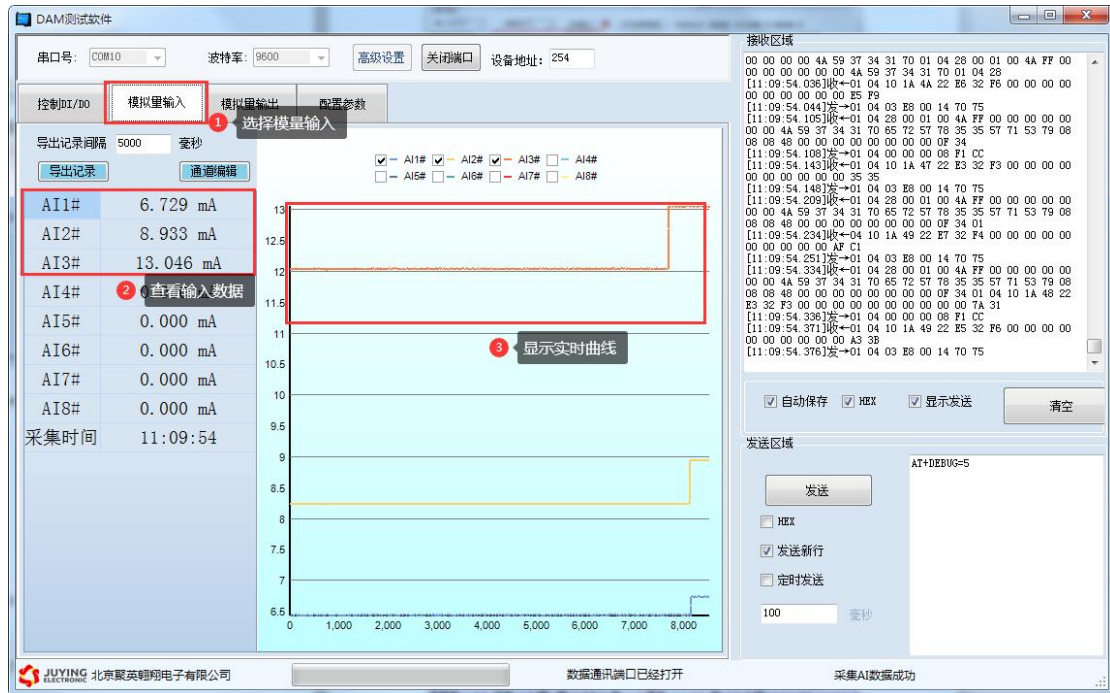 DAM测试软件
串口号: COM10 波特率: 9600 高级设置 关闭端口 设备地址: 254
控制DI/DO 模拟量输入 模拟量输出 配置参数
1 选择模量输入
导出记录间隔 5000 毫秒
导出记录 通道编辑
AI1# 6.729 mA
AI2# 8.933 mA
AI3# 13.046 mA
AI4#
2 查看输入数据
AI5# 0.000 mA
AI6# 0.000 mA
AI7# 0.000 mA
AI8# 0.000 mA
采集时间 11:09:54
AI1# AI2# AI3# AI4#
AI5# AI6# AI7# AI8#
13
12.5
12
11.5
11
10.5
10
9.5
9
8.5
8
7.5
7
6.5
0 1,000 2,000 3,000 4,000 5,000 6,000 7,000 8,000
3 显示实时曲线
接收区域
00 00 00 00 4A 59 37 34 31 70 01 04 28 00 01 00 4A FF 00
00 00 00 00 00 00 4A 59 37 34 31 70 01 04 28
[11:09:54.036]收←01 04 10 1A 4A 22 E6 32 F6 00 00 00 00
00 00 00 00 00 00 E5 F9
[11:09:54.044]发→01 04 03 E8 00 14 70 75
[11:09:54.105]收←01 04 28 00 01 00 4A FF 00 00 00 00 00
00 00 4A 59 37 34 31 70 65 72 57 78 35 35 57 71 53 79 08
08 08 48 00 00 00 00 00 00 00 00 0F 34
[11:09:54.108]发→01 04 00 00 00 08 F1 CC
[11:09:54.143]收←01 04 10 1A 47 22 E3 32 F3 00 00 00 00
00 00 00 00 00 00 35 35
[11:09:54.148]发→01 04 03 E8 00 14 70 75
[11:09:54.209]收←01 04 28 00 01 00 4A FF 00 00 00 00 00
00 00 4A 59 37 34 31 70 65 72 57 78 35 35 57 71 53 79 08
08 08 48 00 00 00 00 00 00 00 00 0F 34 01
[11:09:54.234]收←04 10 1A 49 22 E7 32 F4 00 00 00 00 00
00 00 00 00 00 AF C1
[11:09:54.251]发→01 04 03 E8 00 14 70 75
[11:09:54.334]收←01 04 28 00 01 00 4A FF 00 00 00 00 00
00 00 4A 59 37 34 31 70 65 72 57 78 35 35 57 71 53 79 08
08 08 48 00 00 00 00 00 00 00 00 0F 34 01 04 10 1A 48 22
E3 32 F3 00 00 00 00 00 00 00 00 00 00 7A 31
[11:09:54.336]发→01 04 00 00 00 08 F1 CC
[11:09:54.371]收←01 04 10 1A 49 22 E5 32 F6 00 00 00 00
00 00 00 00 00 00 A3 3B
[11:09:54.376]发→01 04 03 E8 00 14 70 75
自动保存 HEX 显示发送 清空
发送区域
AT+DEBUG=5
发送
HEX
发送新行
定时发送
100 毫秒
JUYING ELECTRONIC 北京聚英翱翔电子有限公司 数据通讯端口已经打开 采集AI数据成功